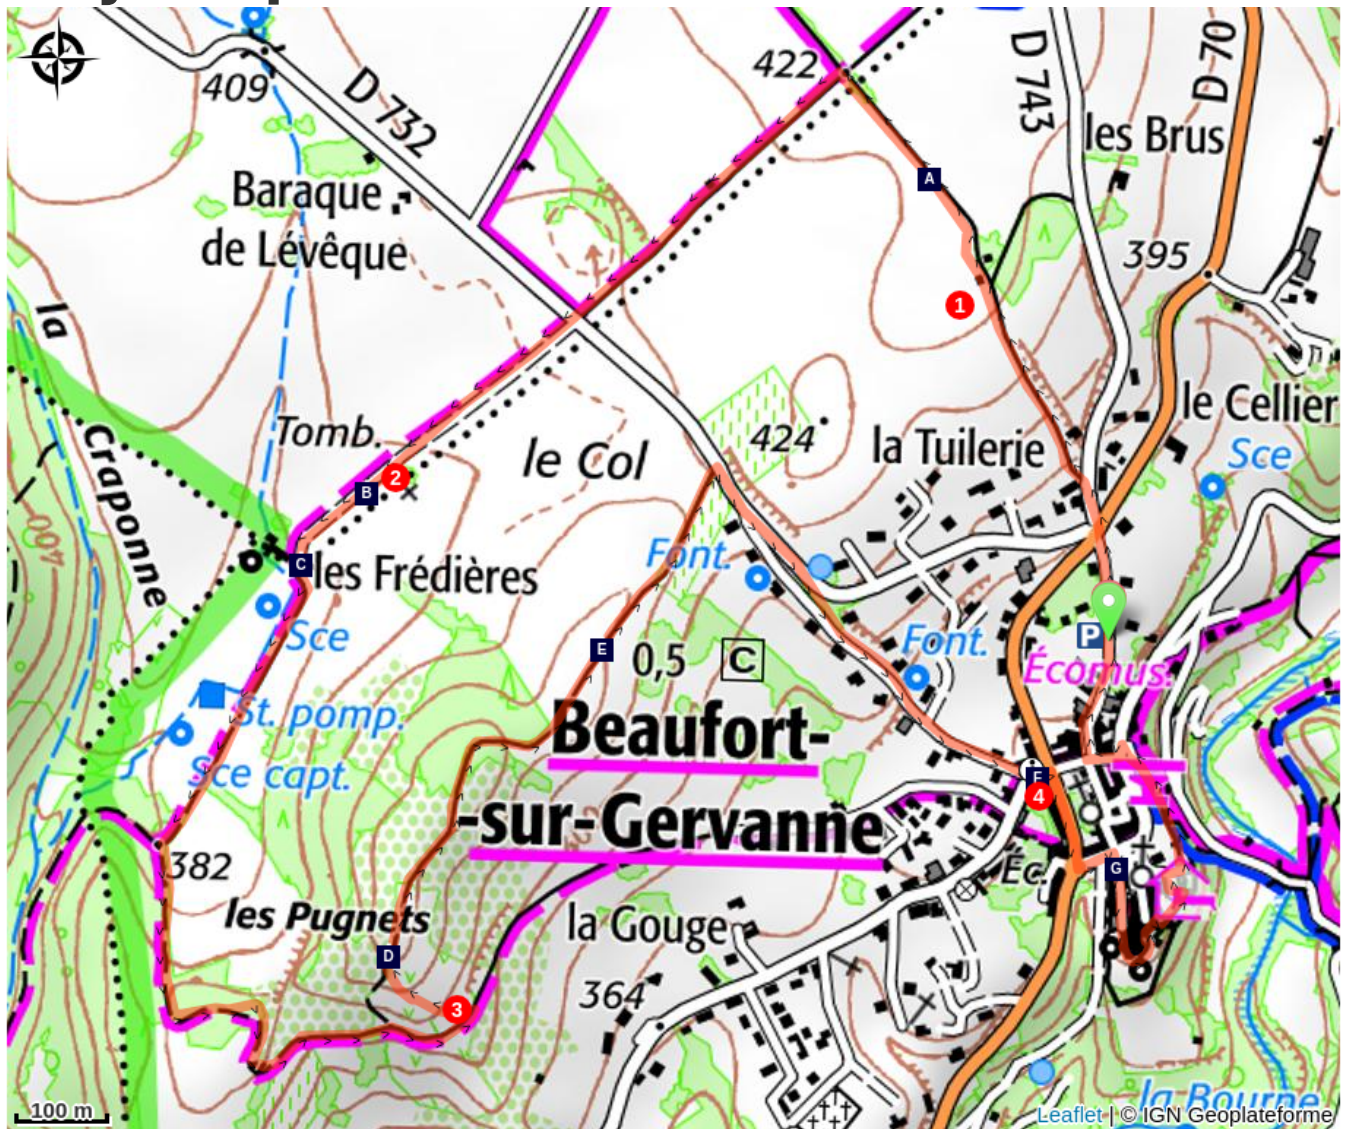 422
D 743
D 70
409
D 732
les Brus
A
Baraque
de Lévêque
395
1
la
Craponne
le Cellier
Tomb.
le Col
424
la Tuilerie
Sce
2
B
400
C
les Frédières
Font.
Sce
E
0,5
C
Font.
P
Écomus.
St. pomp.
Sce capt.
Beaufort-
-sur-Gervanne
F
4
382
Éc.
G
les Pugnets
la Gouge
D
3
364
100 m
la Bourne
Leaflet | © IGN Geoplateforme